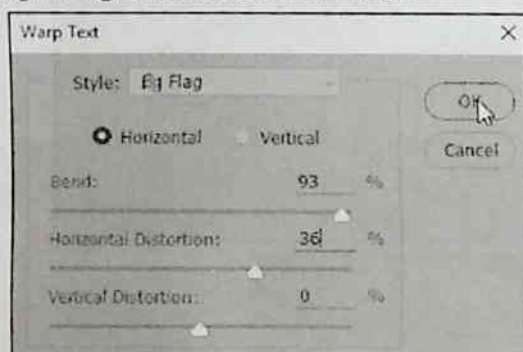 Warp Text
Style: Flag
Horizontal Vertical
OK
Cancel
Bend: 93 %
Horizontal Distortion: 36 %
Vertical Distortion: 0 %